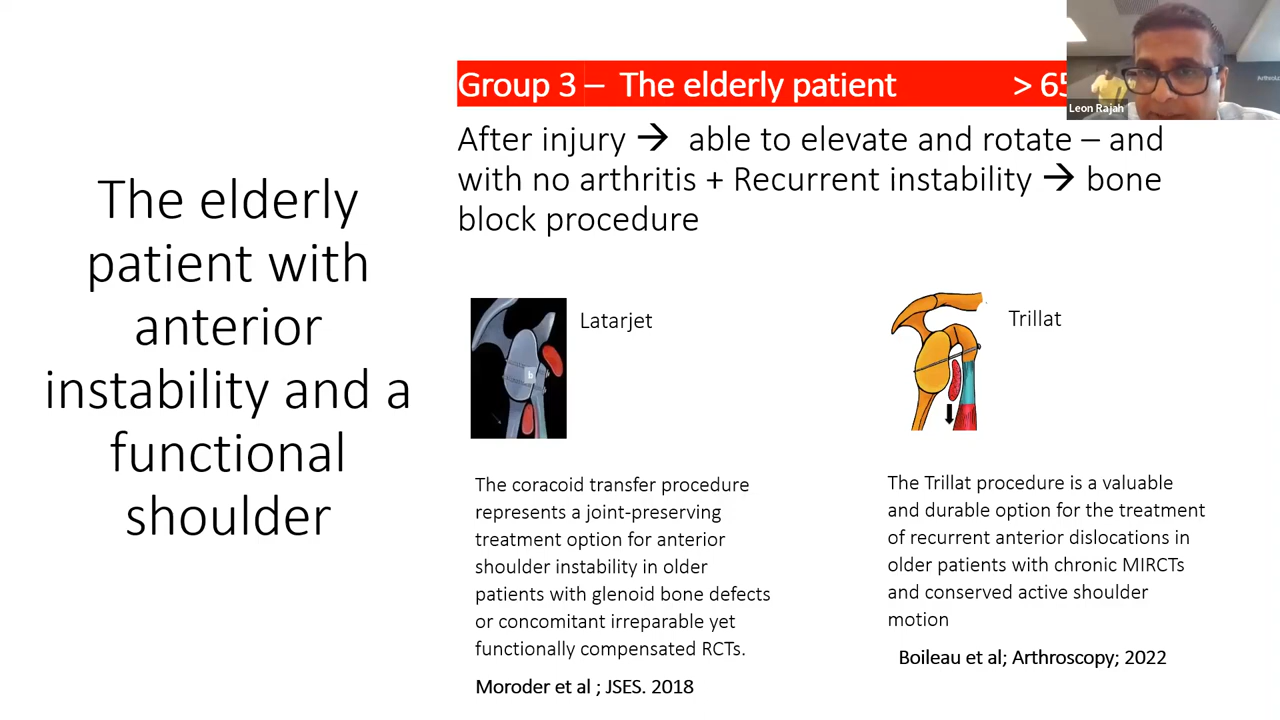 Group 3 – The elderly patient > 65
Leon Rajah
After injury → able to elevate and rotate – and
with no arthritis + Recurrent instability → bone
block procedure
The elderly
patient with
anterior
instability and a
functional
shoulder
Latarjet
b
Trillat
The coracoid transfer procedure
represents a joint-preserving
treatment option for anterior
shoulder instability in older
patients with glenoid bone defects
or concomitant irreparable yet
functionally compensated RCTs.
Moroder et al ; JSES. 2018
The Trillat procedure is a valuable
and durable option for the treatment
of recurrent anterior dislocations in
older patients with chronic MIRCTs
and conserved active shoulder
motion
Boileau et al; Arthroscopy; 2022